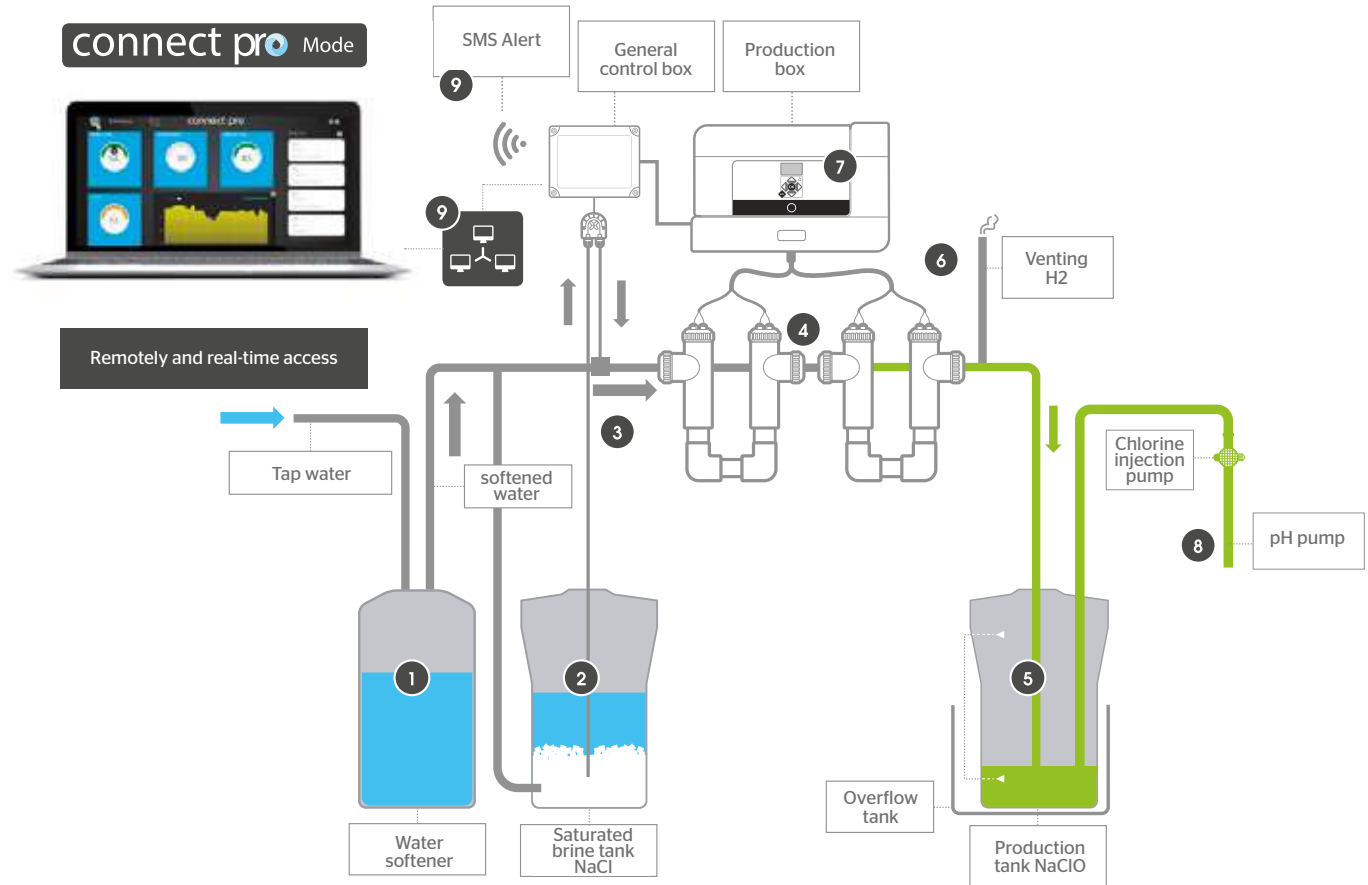 connect pro Mode
SMS Alert
General
control box
Production
box
9
connect pro
7
9
6
Venting
H2
4
Remotely and real-time access
3
Tap water
softened
water
Chlorine
injection
pump
8
pH pump
1
2
5
Overflow
tank
Water
softener
Saturated
brine tank
NaCl
Production
tank NaClO